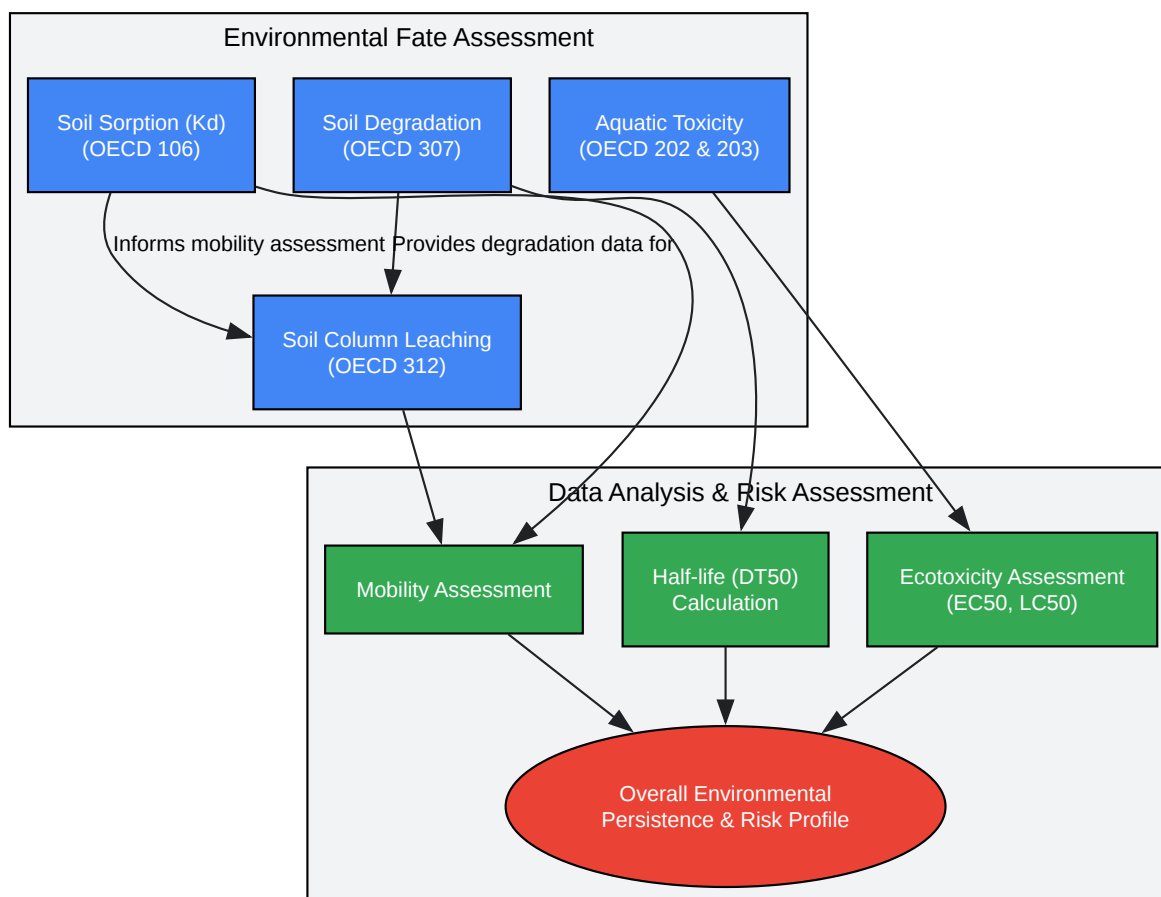 Environmental Fate Assessment
Soil Sorption (Kd)
(OECD 106)
Soil Degradation
(OECD 307)
Aquatic Toxicity
(OECD 202 & 203)
Informs mobility assessment
Provides degradation data for
Soil Column Leaching
(OECD 312)
Data Analysis & Risk Assessment
Mobility Assessment
Half-life (DT50)
Calculation
Ecotoxicity Assessment
(EC50, LC50)
Overall Environmental
Persistence & Risk Profile